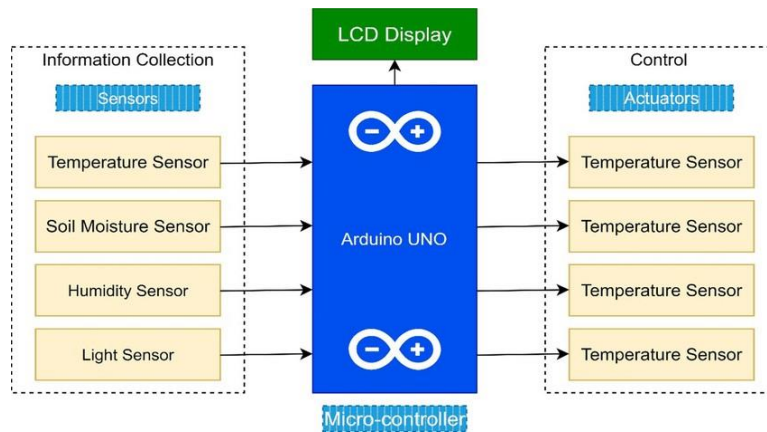 LCD Display
Information Collection
Sensors
Temperature Sensor
Soil Moisture Sensor
Humidity Sensor
Light Sensor
Arduino UNO
Micro-controller
Control
Actuators
Temperature Sensor
Temperature Sensor
Temperature Sensor
Temperature Sensor